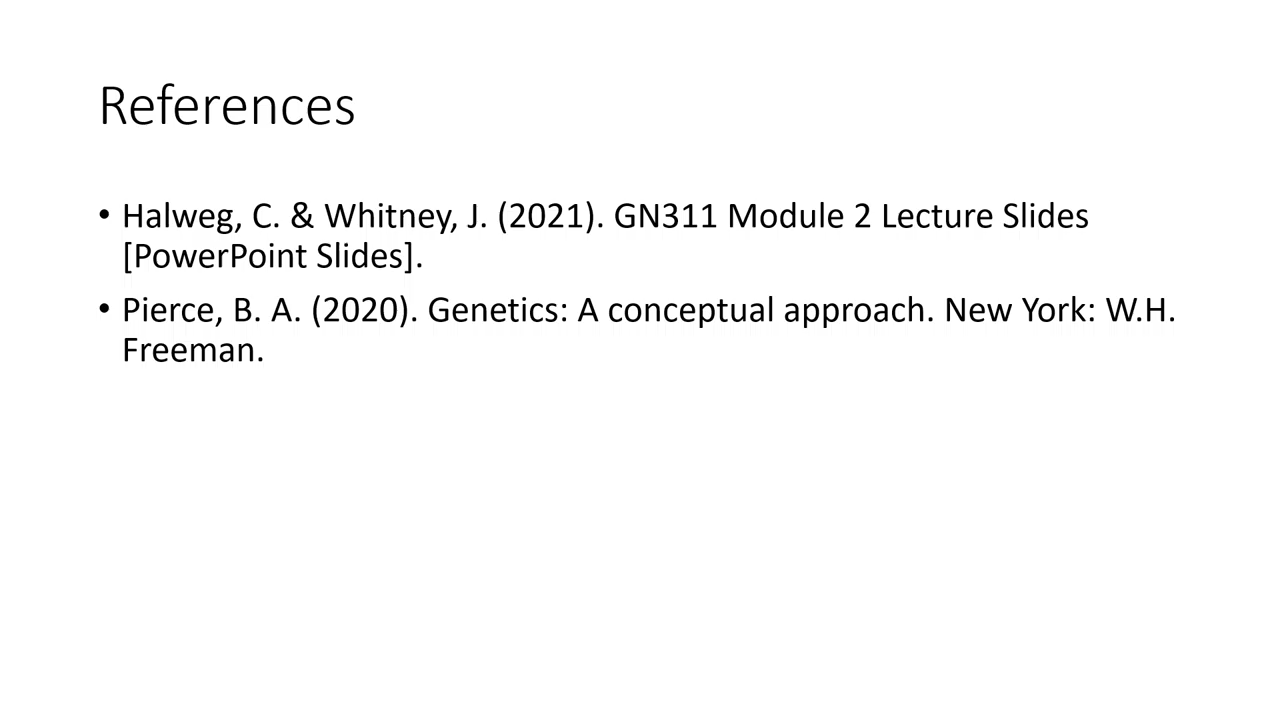 References
• Halweg, C. & Whitney, J. (2021). GN311 Module 2 Lecture Slides
[PowerPoint Slides].
• Pierce, B. A. (2020). Genetics: A conceptual approach. New York: W.H.
Freeman.